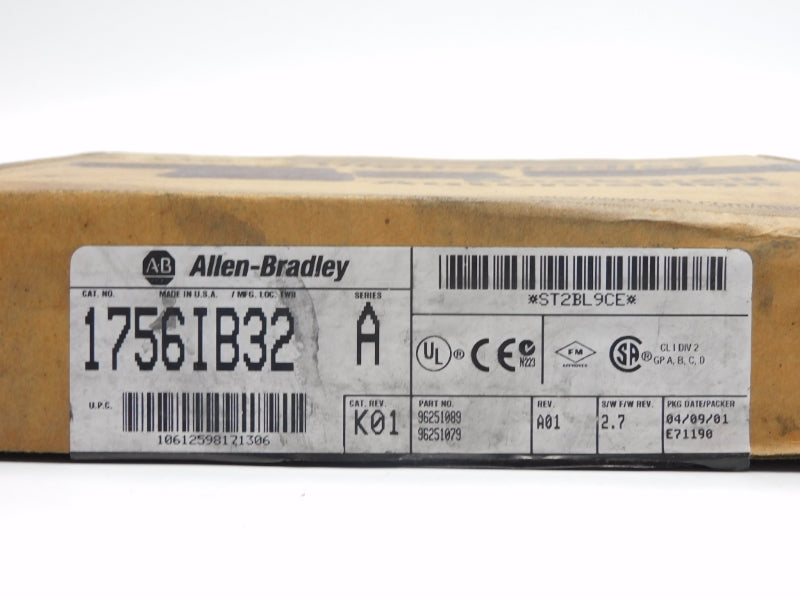 Automation
A-B Allen-Bradley
CAT. NO. MADE IN U.S.A. / MFG. LOC. TWB SERIES
1756IB32 A
U.P.C.
10612598171306
CAT. REV.
K01
*ST2BL9CE*
UL ® CE N223
FM
APPROVED
SA ® CL I DIV 2
GP A, B, C, D
PART NO.
96251089
96251079
REV.
A01
S/W F/W REV.
2.7
PKG DATE/PACKER
04/09/01
E71190